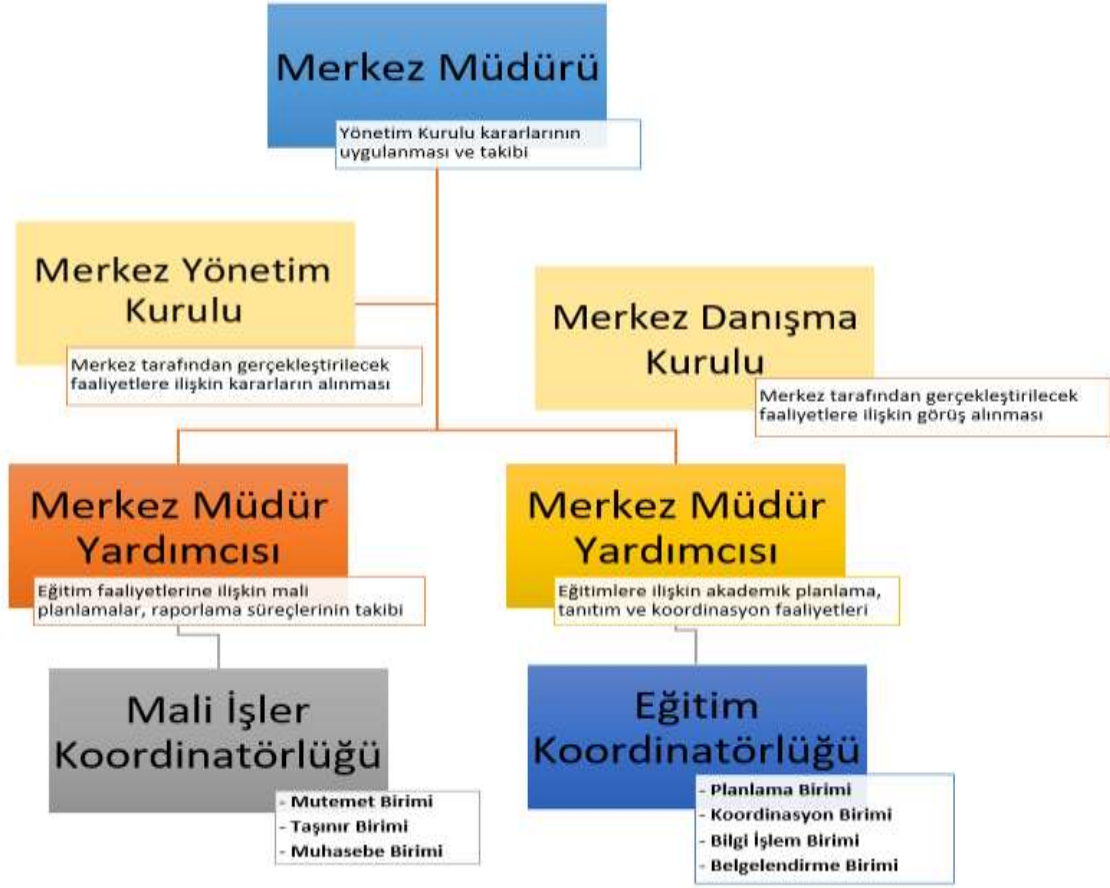 Merkez Müdürü
Yönetim Kurulu kararlarının
uygulanması ve takibi
Merkez Yönetim
Kurulu
Merkez tarafından gerçekleştirilecek
faaliyetlere ilişkin kararların alınması
Merkez Danışma
Kurulu
Merkez tarafından gerçekleştirilecek
faaliyetlere ilişkin görüş alınması
Merkez Müdür
Yardımcısı
Eğitim faaliyetlerine ilişkin mali
planlamalar, raporlama süreçlerinin takibi
Merkez Müdür
Yardımcısı
Eğitimlere ilişkin akademik planlama,
tanıtım ve koordinasyon faaliyetleri
Mali İşler
Koordinatörlüğü
- Mutemet Birimi
- Taşınır Birimi
- Muhasebe Birimi
Eğitim
Koordinatörlüğü
- Planlama Birimi
- Koordinasyon Birimi
- Bilgi İşlem Birimi
- Belgelendirme Birimi